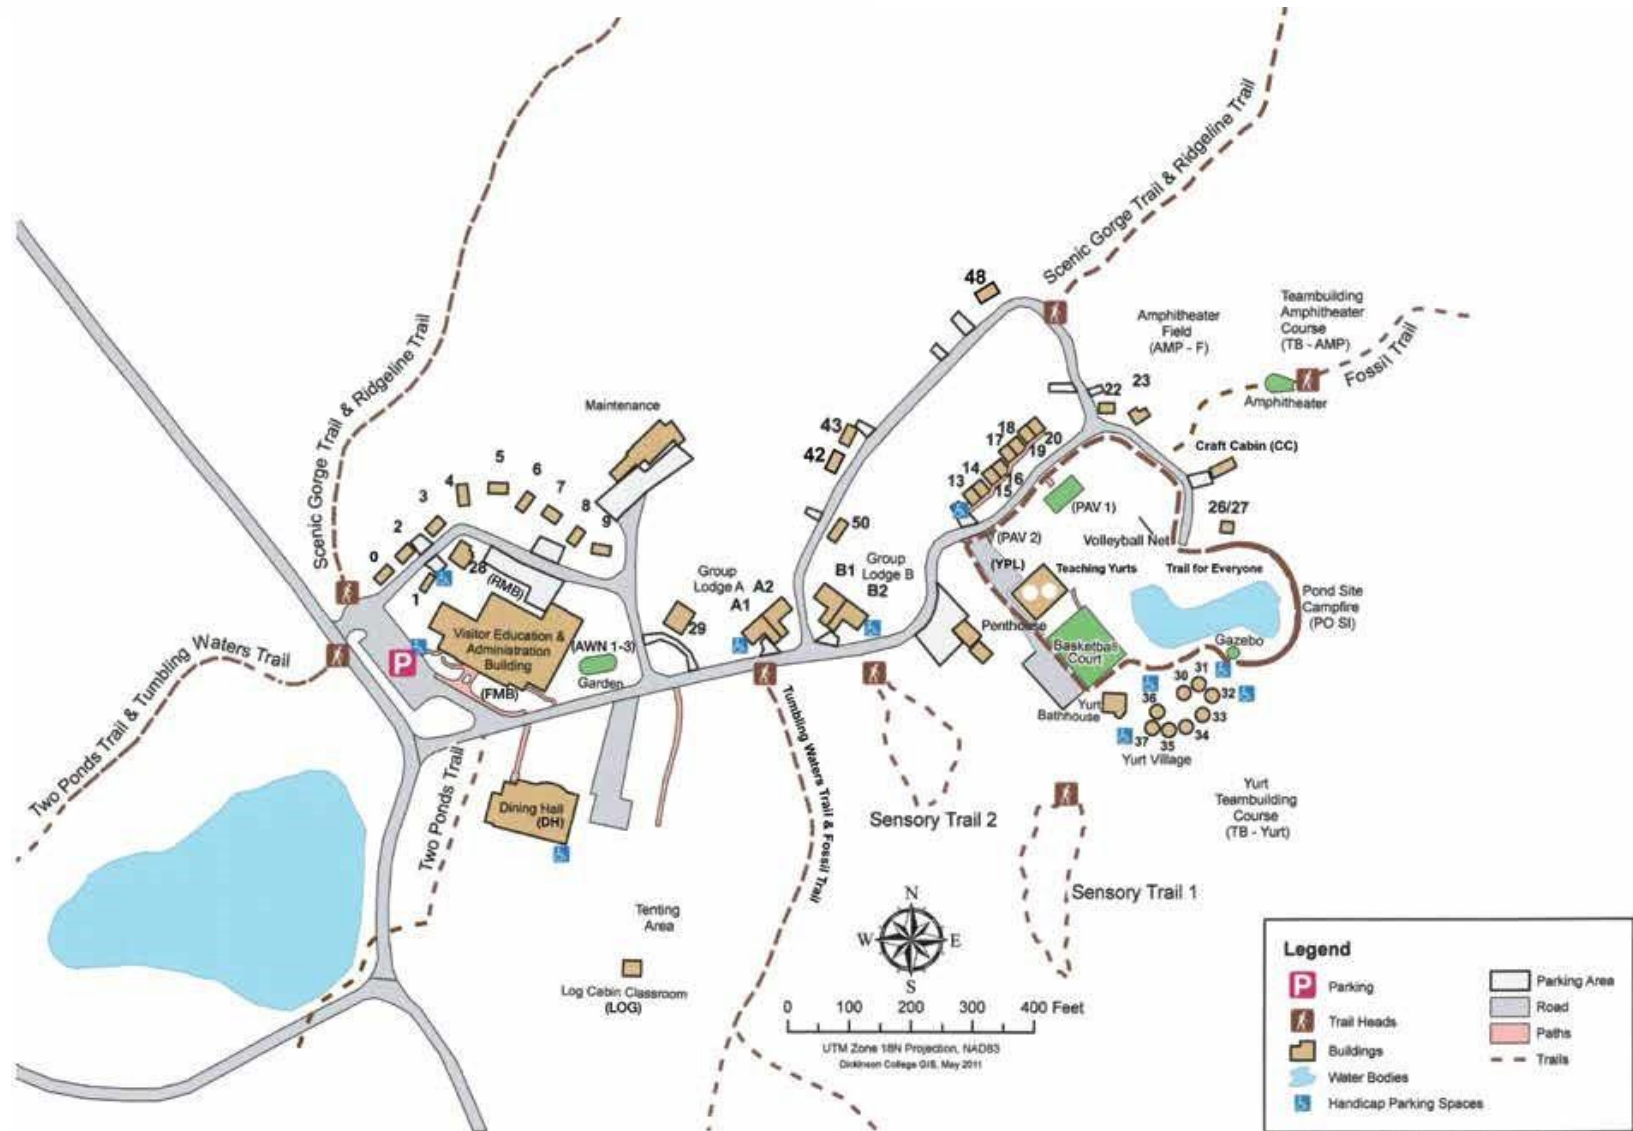 Scenic Gorge Trail & Ridgeline Trail
Scenic Gorge Trail & Ridgeline Trail
48
Amphitheater
Field
(AMP - F)
Teambuilding
Amphitheater
Course
(TB - AMP)
Fossil Trail
Amphitheater
22
23
Maintenance
43
42
18
17
20
19
14
16
13
15
Craft Cabin (CC)
26/27
5
6
4
7
3
8
2
9
0
1
28
(RMB)
50
(PAV 1)
(PAV 2)
Volleyball Net
(YPL)
Teaching Yurts
Trail for Everyone
Group
Lodge A
A2
A1
B1
Group
Lodge B
B2
29
Penthouse
Basketball
Court
Pond Site
Campfire
(PO SI)
Gazebo
Visitor Education &
Administration
Building
(AWN 1-3)
Garden
(FMB)
P
Two Ponds Trail & Tumbling Waters Trail
31
30
32
36
33
34
37
35
Yurt
Bathhouse
Yurt Village
Two Ponds Trail
Dining Hall
(DH)
Tumbling Waters Trail & Fossil Trail
Sensory Trail 2
Yurt
Teambuilding
Course
(TB - Yurt)
Sensory Trail 1
Tenting
Area
Log Cabin Classroom
(LOG)
N
W E
S
0 100 200 300 400 Feet
UTM Zone 18N Projection, NAD83
Dickinson College GIS, May 2011
Legend
P Parking
Trail Heads
Buildings
Water Bodies
Handicap Parking Spaces
Parking Area
Road
Paths
Trails